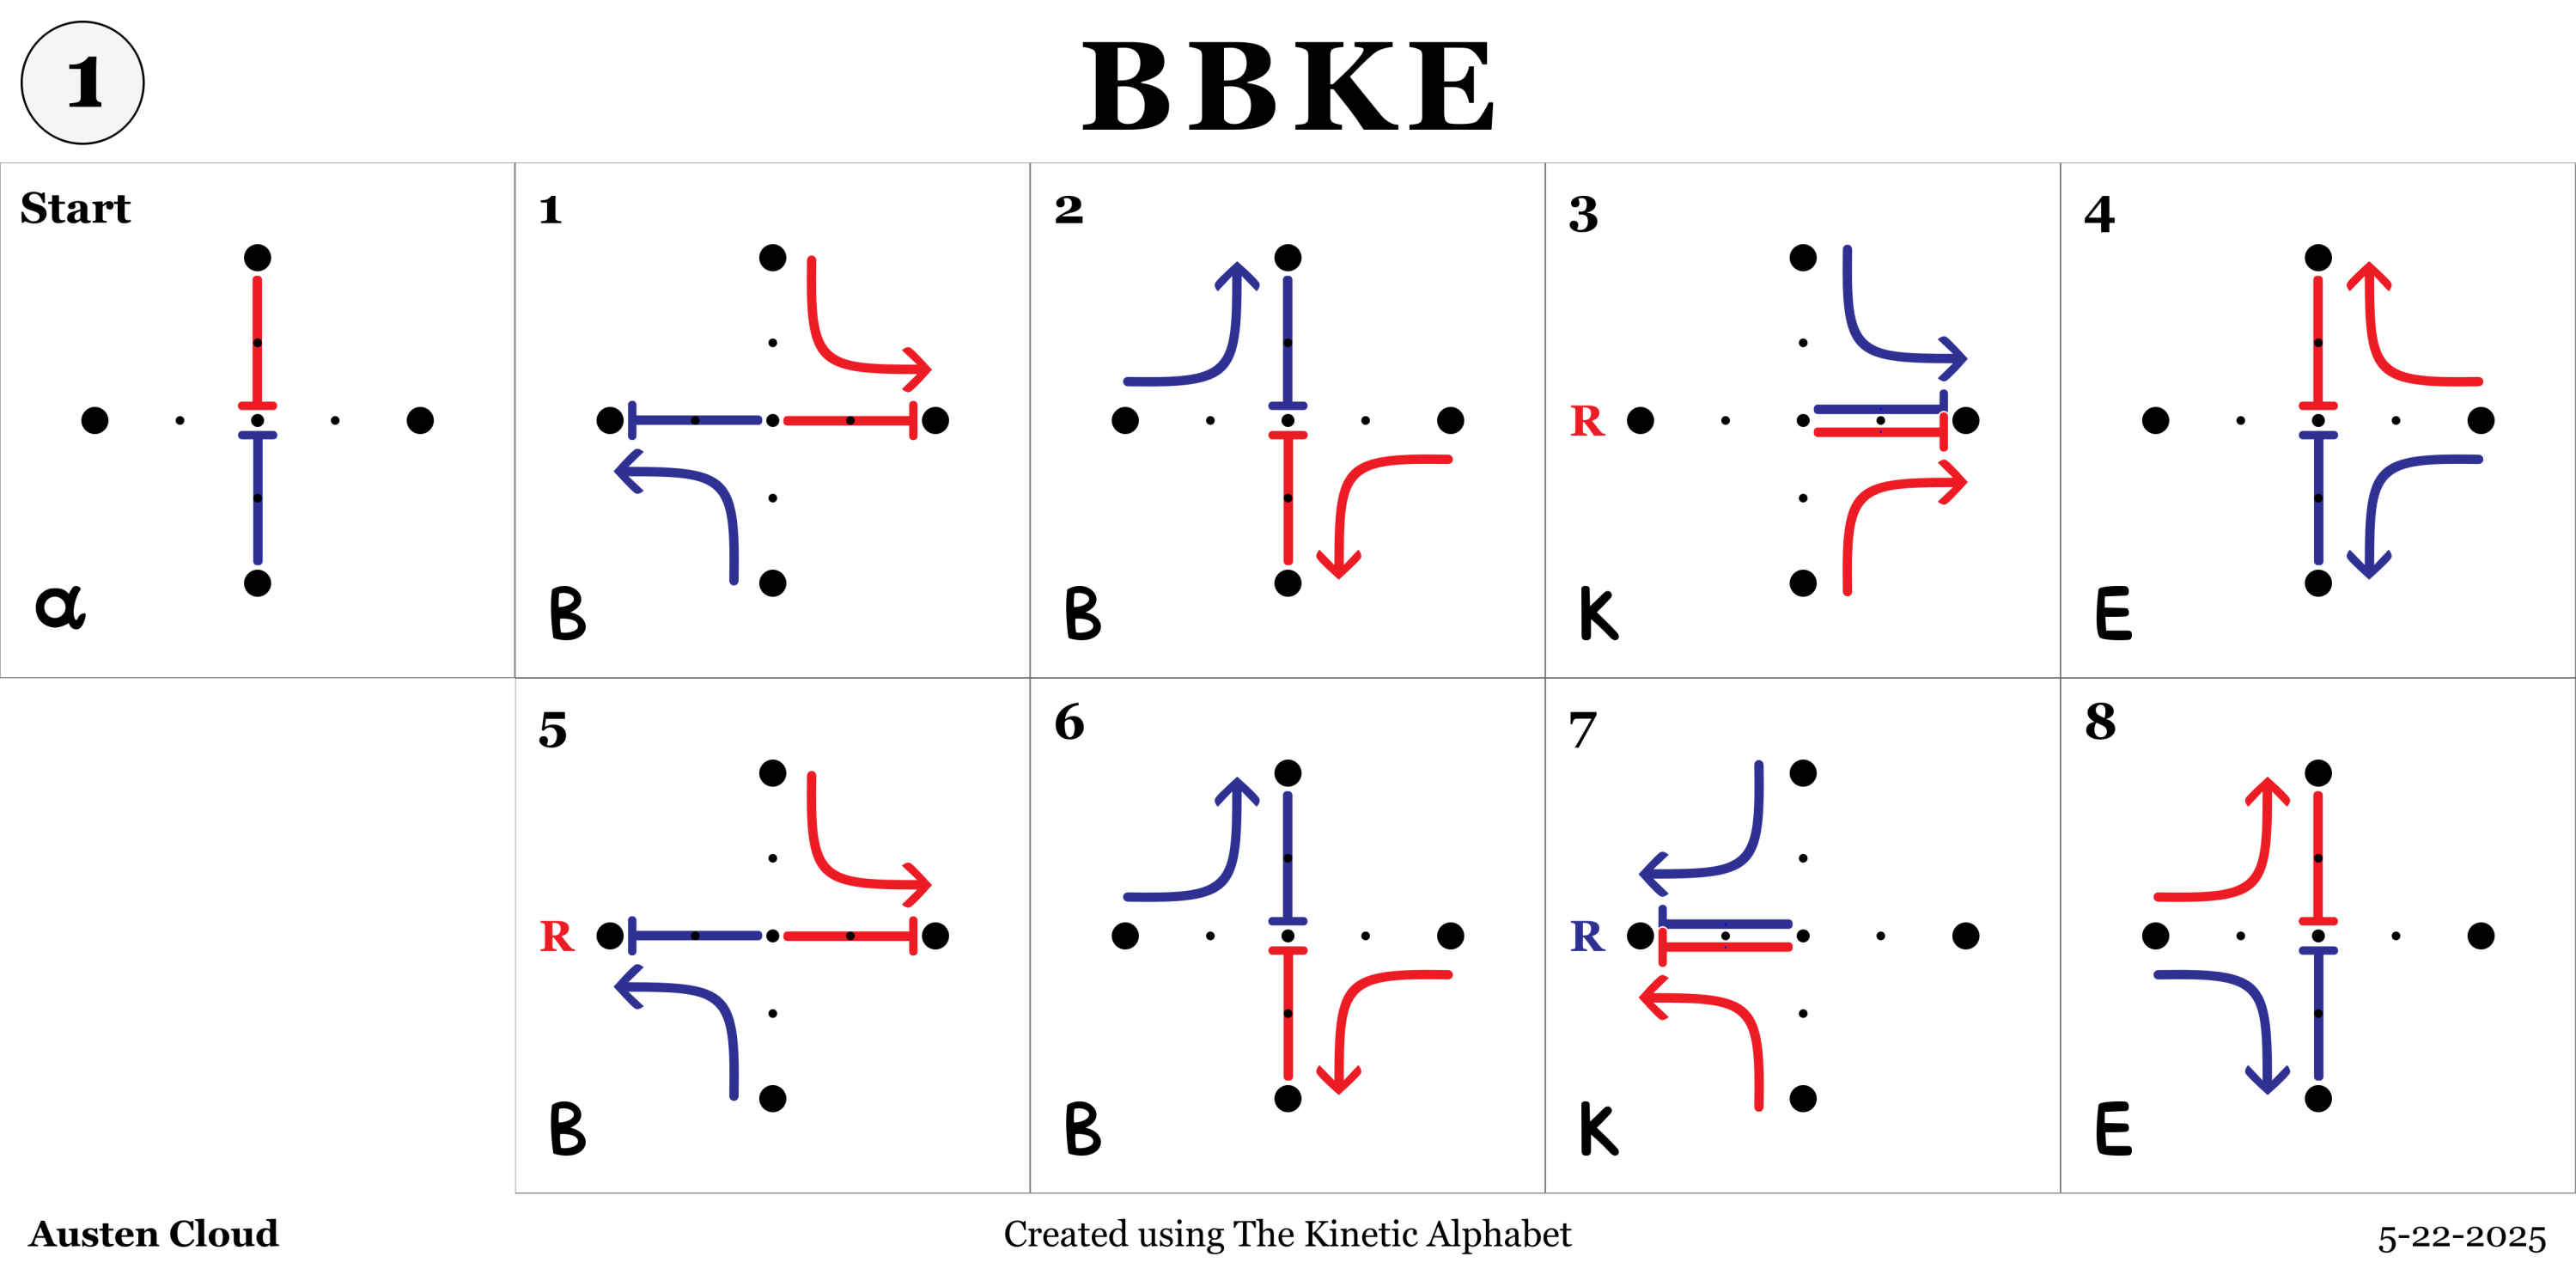 1
BBKE
Start
1
2
3
4
R
α
B
B
K
E
5
6
7
8
R
R
B
B
K
E
Austen Cloud
Created using The Kinetic Alphabet
5-22-2025